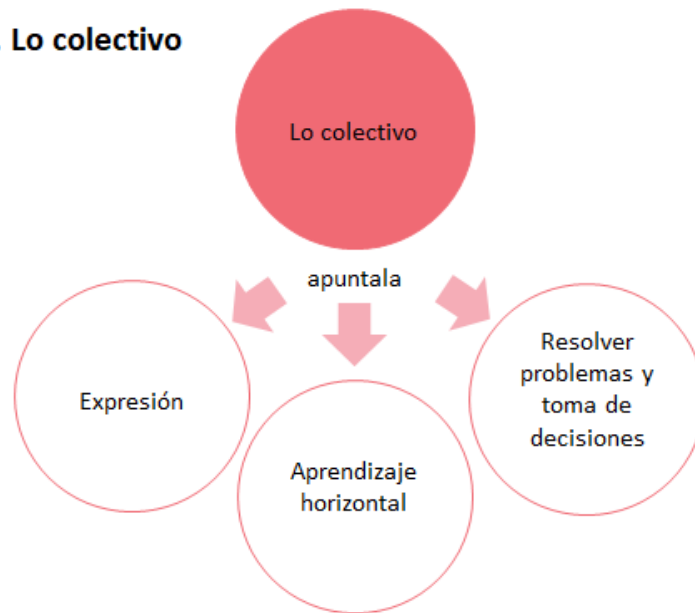 . Lo colectivo
Lo colectivo
apuntala
Expresión
Aprendizaje
horizontal
Resolver
problemas y
toma de
decisiones